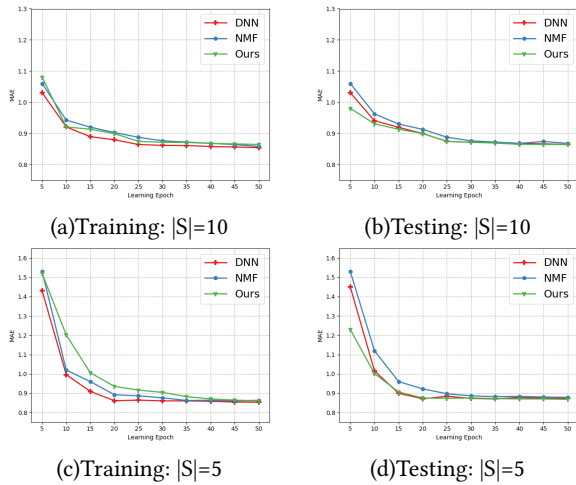 1.3
1.2
1.1
1.0
0.9
0.8
MAE
5 10 15 20 25 30 35 40 45 50
Learning Epoch
DNN
NMF
Ours
(a)Training: |S|=10
1.3
1.2
1.1
1.0
0.9
0.8
MAE
5 10 15 20 25 30 35 40 45 50
Learning Epoch
DNN
NMF
Ours
(b)Testing: |S|=10
1.6
1.5
1.4
1.3
1.2
1.1
1.0
0.9
0.8
MAE
5 10 15 20 25 30 35 40 45 50
Learning Epoch
DNN
NMF
Ours
(c)Training: |S|=5
1.6
1.5
1.4
1.3
1.2
1.1
1.0
0.9
0.8
MAE
5 10 15 20 25 30 35 40 45 50
Learning Epoch
DNN
NMF
Ours
(d)Testing: |S|=5